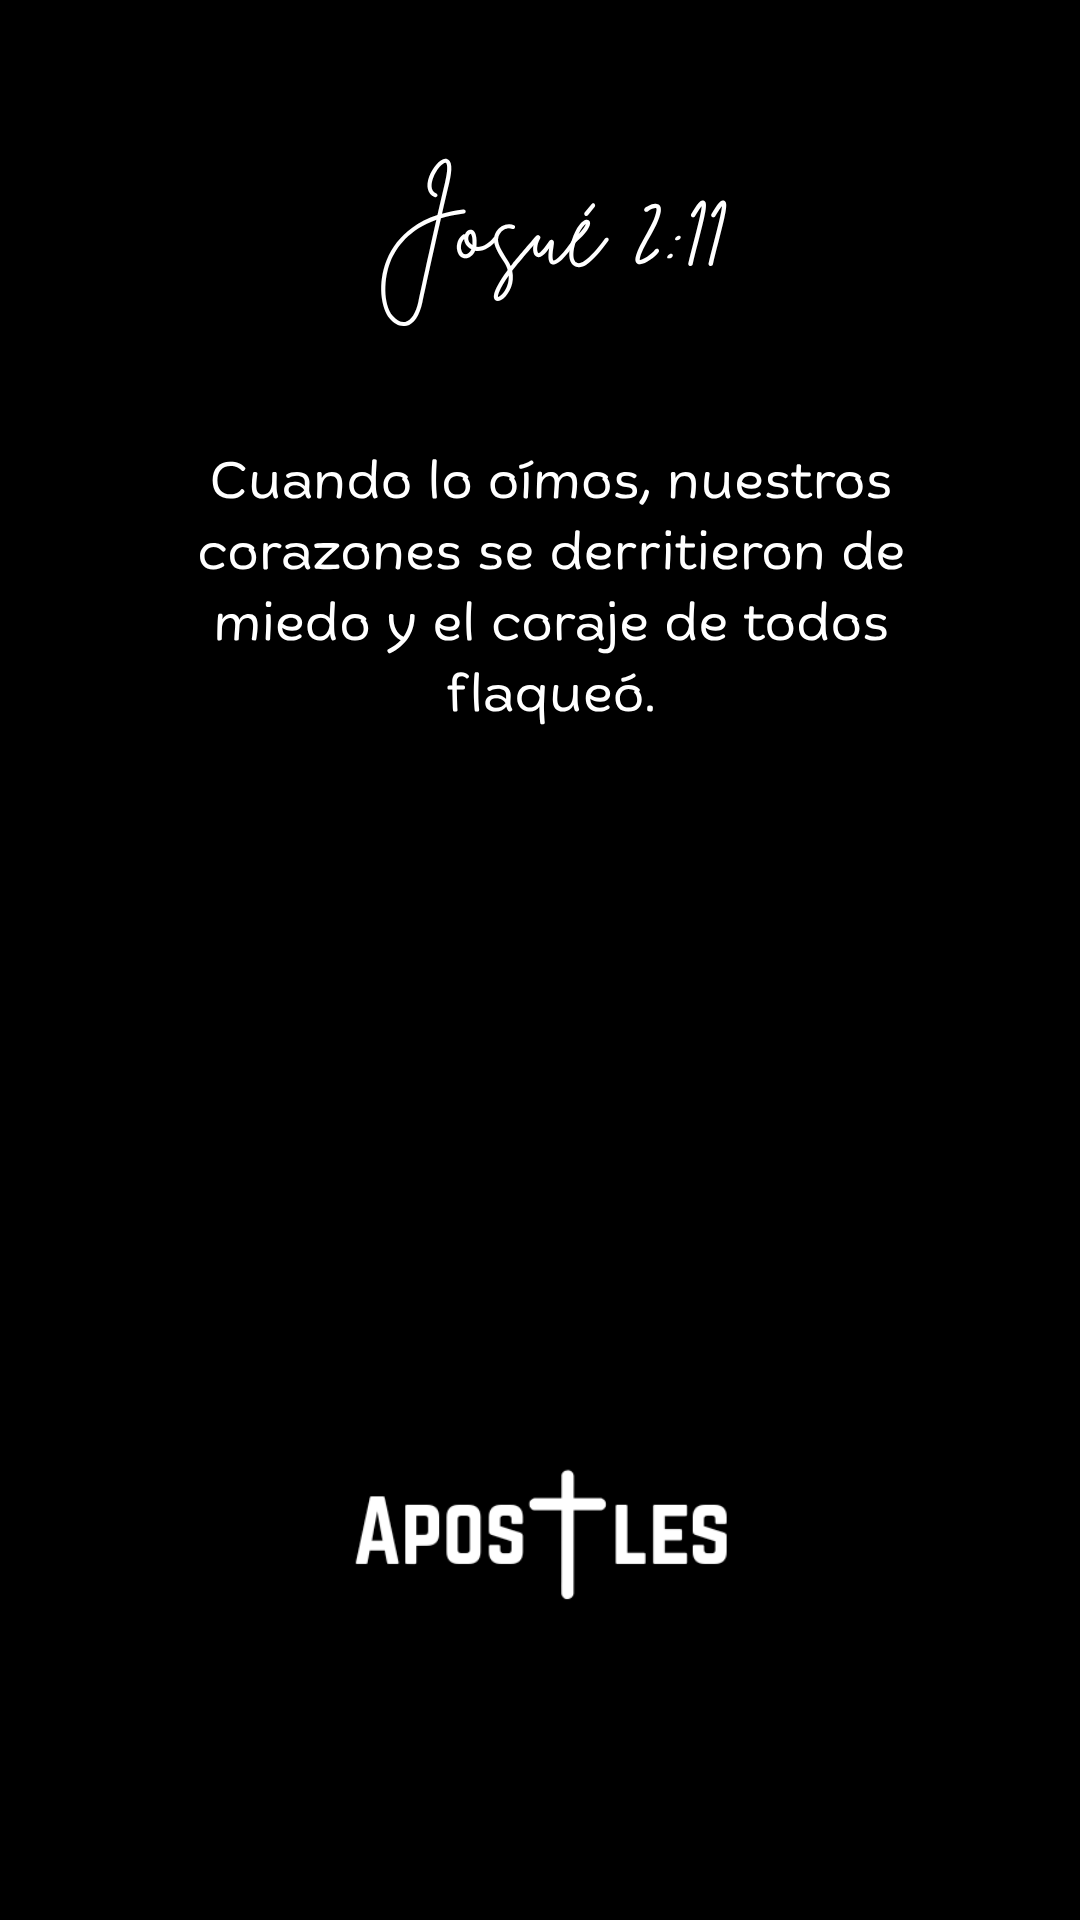 Josué 2:11
Cuando lo oímos, nuestros
corazones se derritieron de
miedo y el coraje de todos
flaqueó.
APOSTLES